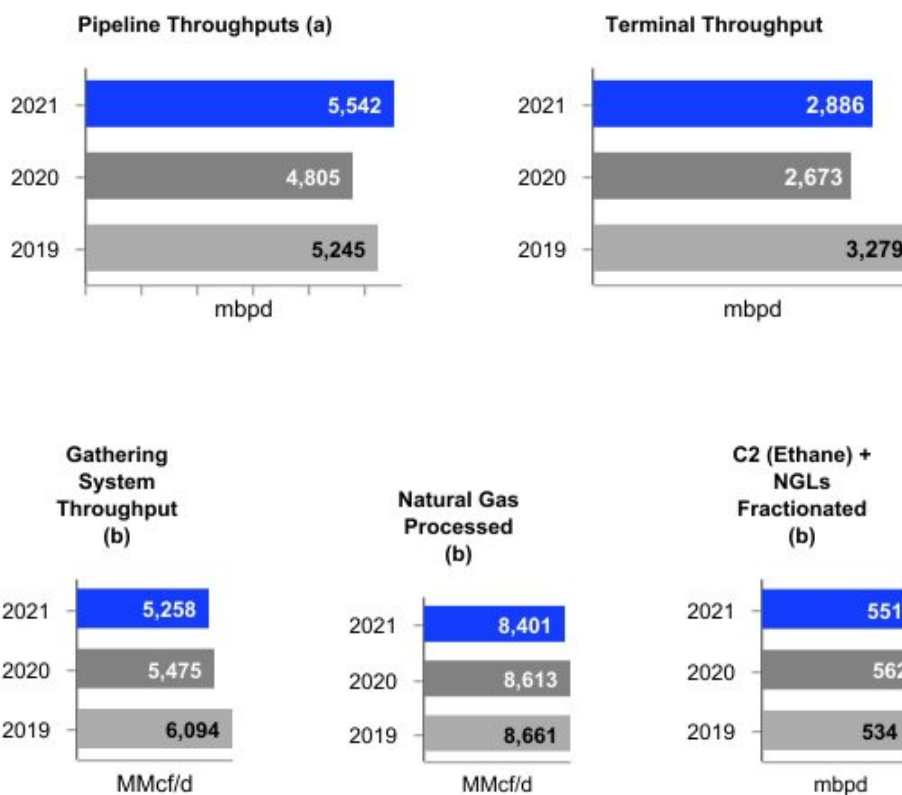 Pipeline Throughputs (a)
2021
5,542
2020
4,805
2019
5,245
mbpd
Terminal Throughput
2021
2,886
2020
2,673
2019
3,279
mbpd
Gathering
System
Throughput
(b)
2021
5,258
2020
5,475
2019
6,094
MMcf/d
Natural Gas
Processed
(b)
2021
8,401
2020
8,613
2019
8,661
MMcf/d
C2 (Ethane) +
NGLs
Fractionated
(b)
2021
551
2020
562
2019
534
mbpd